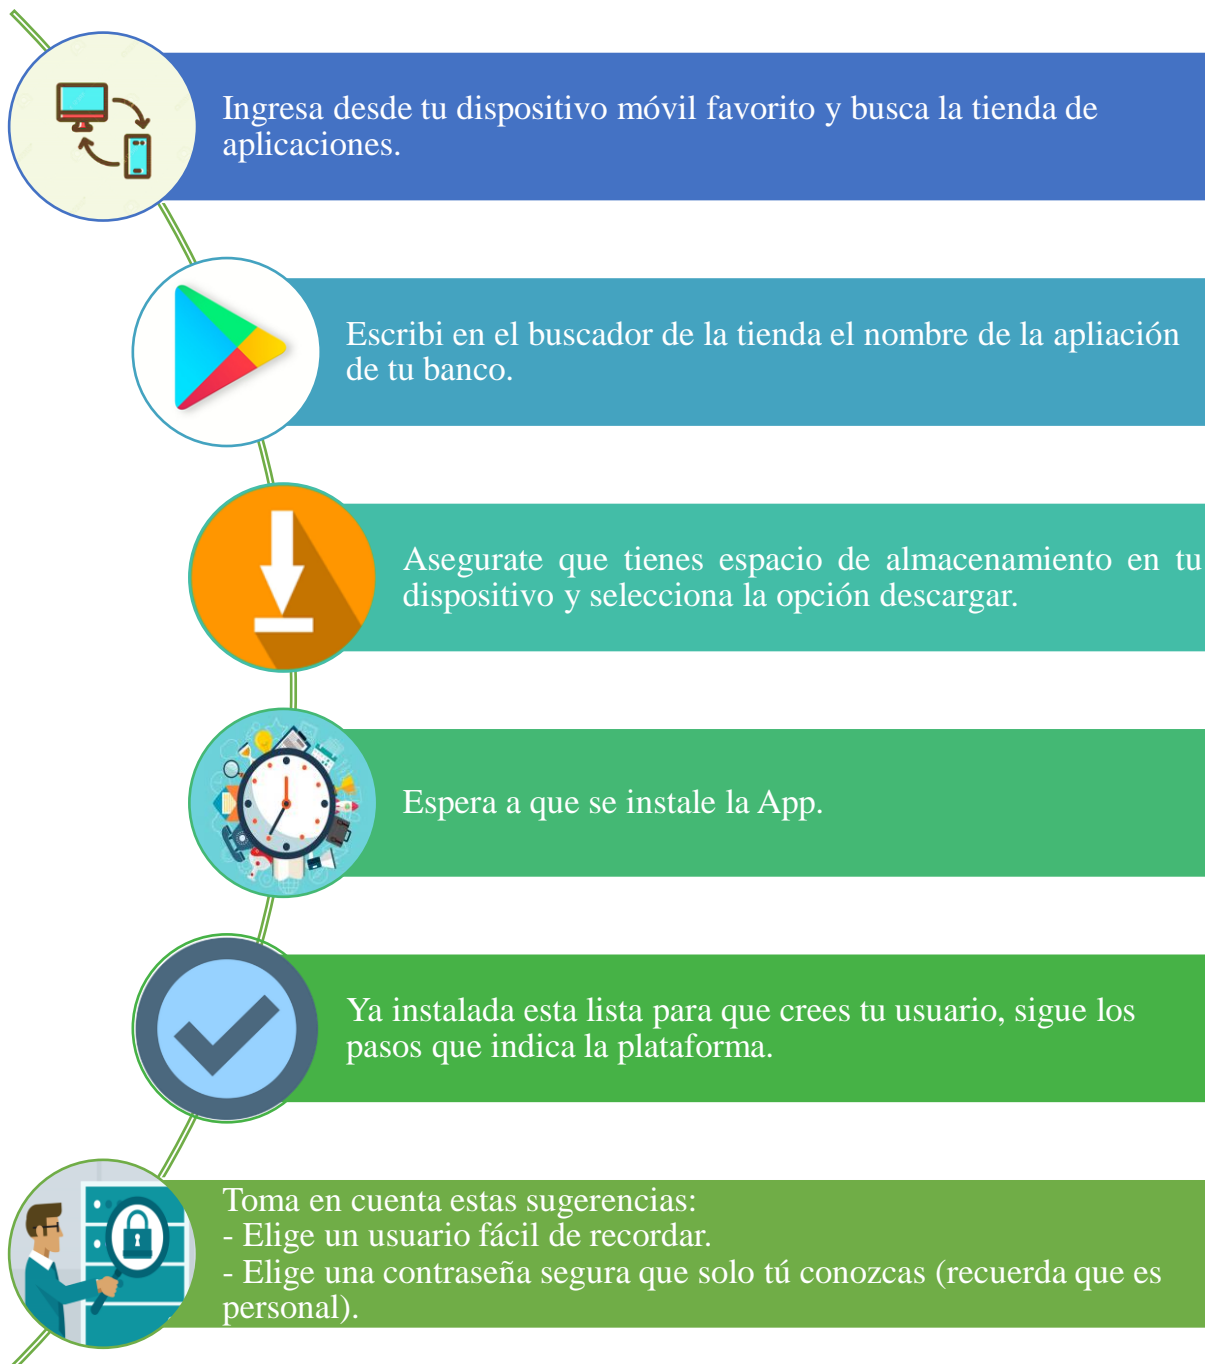 Ingresa desde tu dispositivo móvil favorito y busca la tienda de
aplicaciones.
Escribi en el buscador de la tienda el nombre de la apliación
de tu banco.
Asegurate que tienes espacio de almacenamiento en tu
dispositivo y selecciona la opción descargar.
Espera a que se instale la App.
Ya instalada esta lista para que crees tu usuario, sigue los
pasos que indica la plataforma.
Toma en cuenta estas sugerencias:
- Elige un usuario fácil de recordar.
- Elige una contraseña segura que solo tú conozcas (recuerda que es
personal).